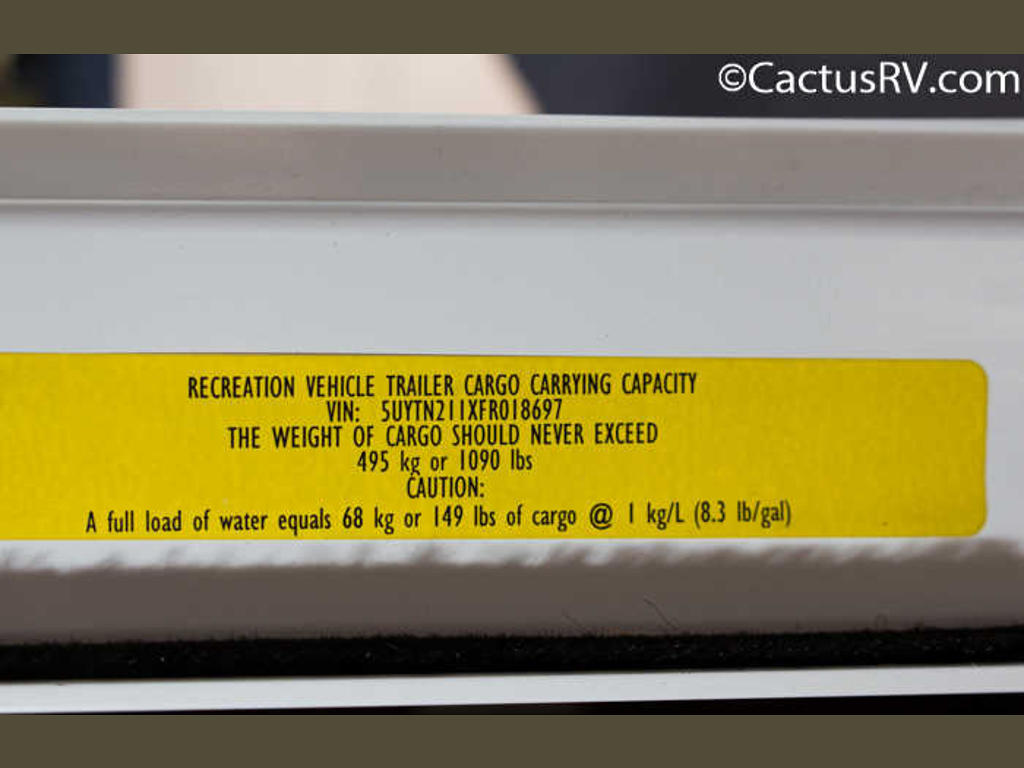 ©CactusRV.com
RECREATION VEHICLE TRAILER CARGO CARRYING CAPACITY
VIN: 5UYTN211XFR018697
THE WEIGHT OF CARGO SHOULD NEVER EXCEED
495 kg or 1090 lbs
CAUTION:
A full load of water equals 68 kg or 149 lbs of cargo @ 1 kg/L (8.3 lb/gal)